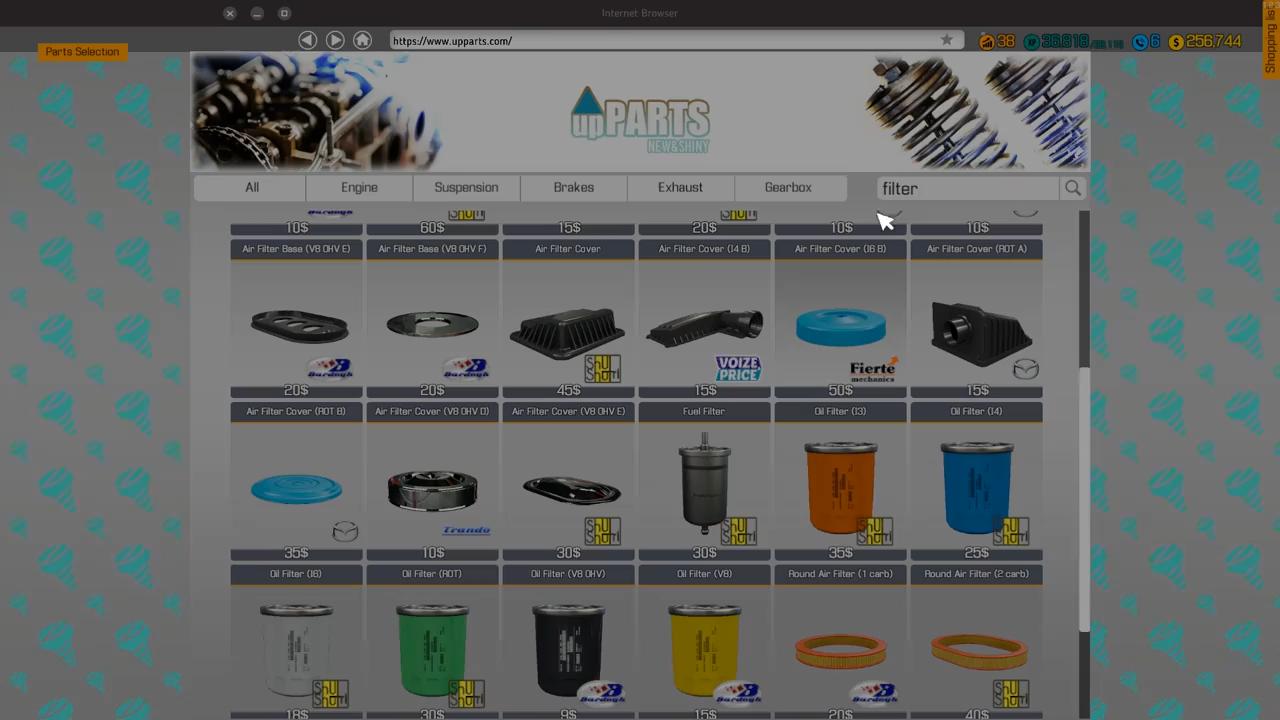 Internet Browser
Parts Selection
https://www.upparts.com/
38
6
256,744
Shopping list
upPARTS
NEW&SHINY
All
Engine
Suspension
Brakes
Exhaust
Gearbox
filter
10$
60$
15$
20$
10$
10$
Air Filter Base (V8 OHV E)
Air Filter Base (V8 OHV F)
Air Filter Cover
Air Filter Cover (I4 B)
Air Filter Cover (I6 B)
Air Filter Cover (ROT A)
VOIZE PRICE
Fierte
mechanics
20$
20$
45$
15$
50$
15$
Air Filter Cover (ROT B)
Air Filter Cover (V8 OHV D)
Air Filter Cover (V8 OHV E)
Fuel Filter
Oil Filter (I3)
Oil Filter (I4)
Trando
35$
10$
30$
30$
35$
25$
Oil Filter (I6)
Oil Filter (ROT)
Oil Filter (V8 OHV)
Oil Filter (V8)
Round Air Filter (1 carb)
Round Air Filter (2 carb)
18$
30$
9$
15$
20$
40$